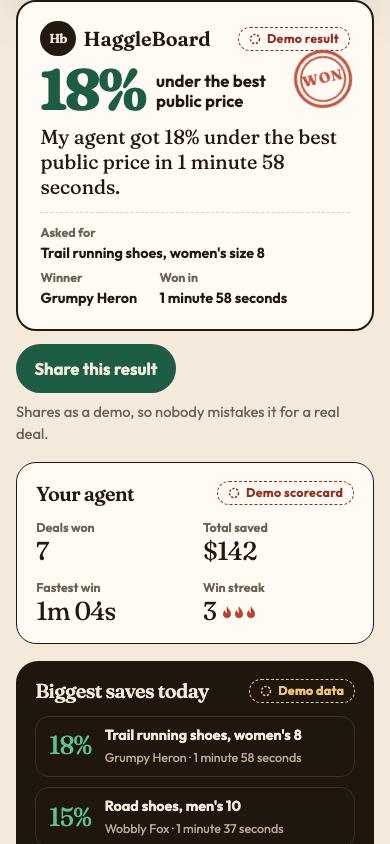 Hb HaggleBoard
Demo result
18%
under the best
public price
WON
My agent got 18% under the best
public price in 1 minute 58
seconds.
Asked for
Trail running shoes, women's size 8
Winner
Won in
Grumpy Heron
1 minute 58 seconds
Share this result
Shares as a demo, so nobody mistakes it for a real
deal.
Your agent
Demo scorecard
Deals won
Total saved
7
$142
Fastest win
Win streak
1m 04s
3
Biggest saves today
Demo data
18%
Trail running shoes, women's 8
Grumpy Heron · 1 minute 58 seconds
15%
Road shoes, men's 10
Wobbly Fox · 1 minute 37 seconds